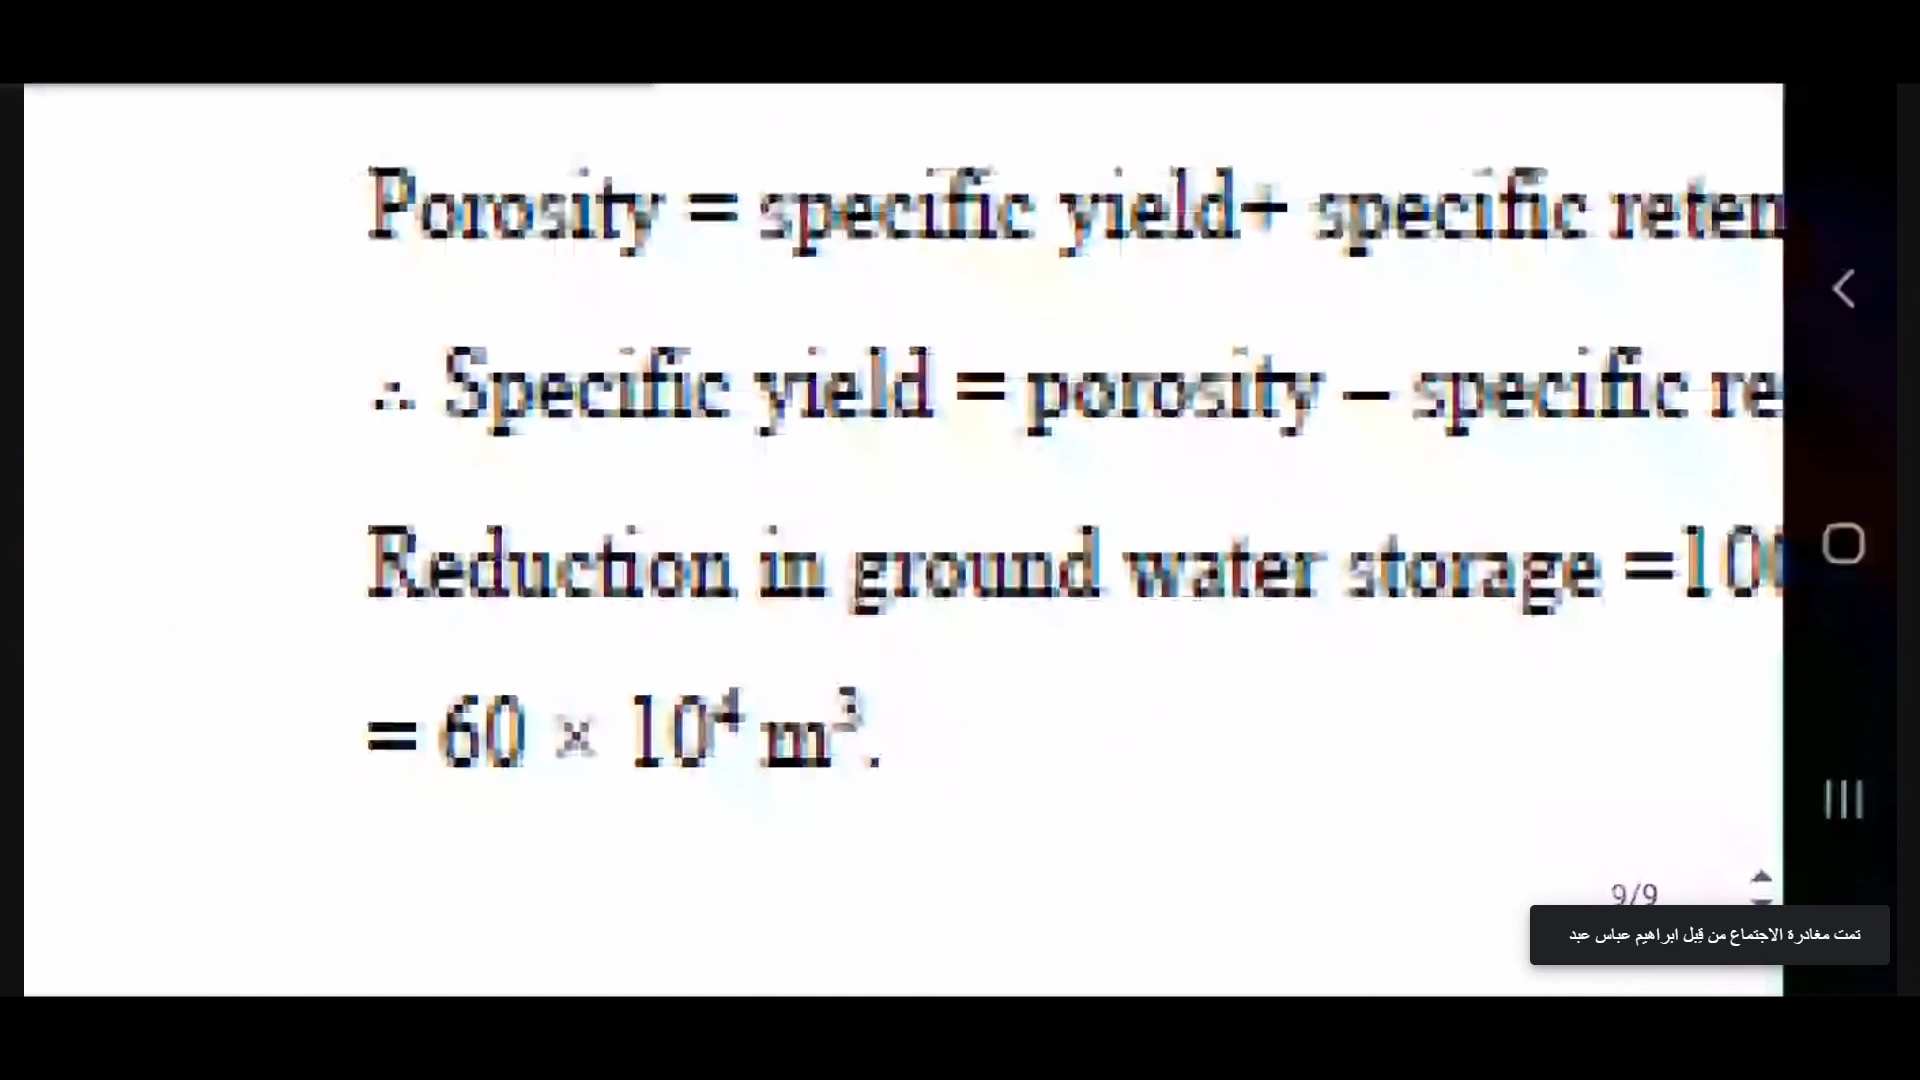 Porosity = specific yield+ specific reten
∴ Specific yield = porosity – specific re
Reduction in ground water storage =100
= 60 × 10⁴ m³.
9/9
تمت مغادرة الاجتماع من قِبل ابراهيم عباس عبد